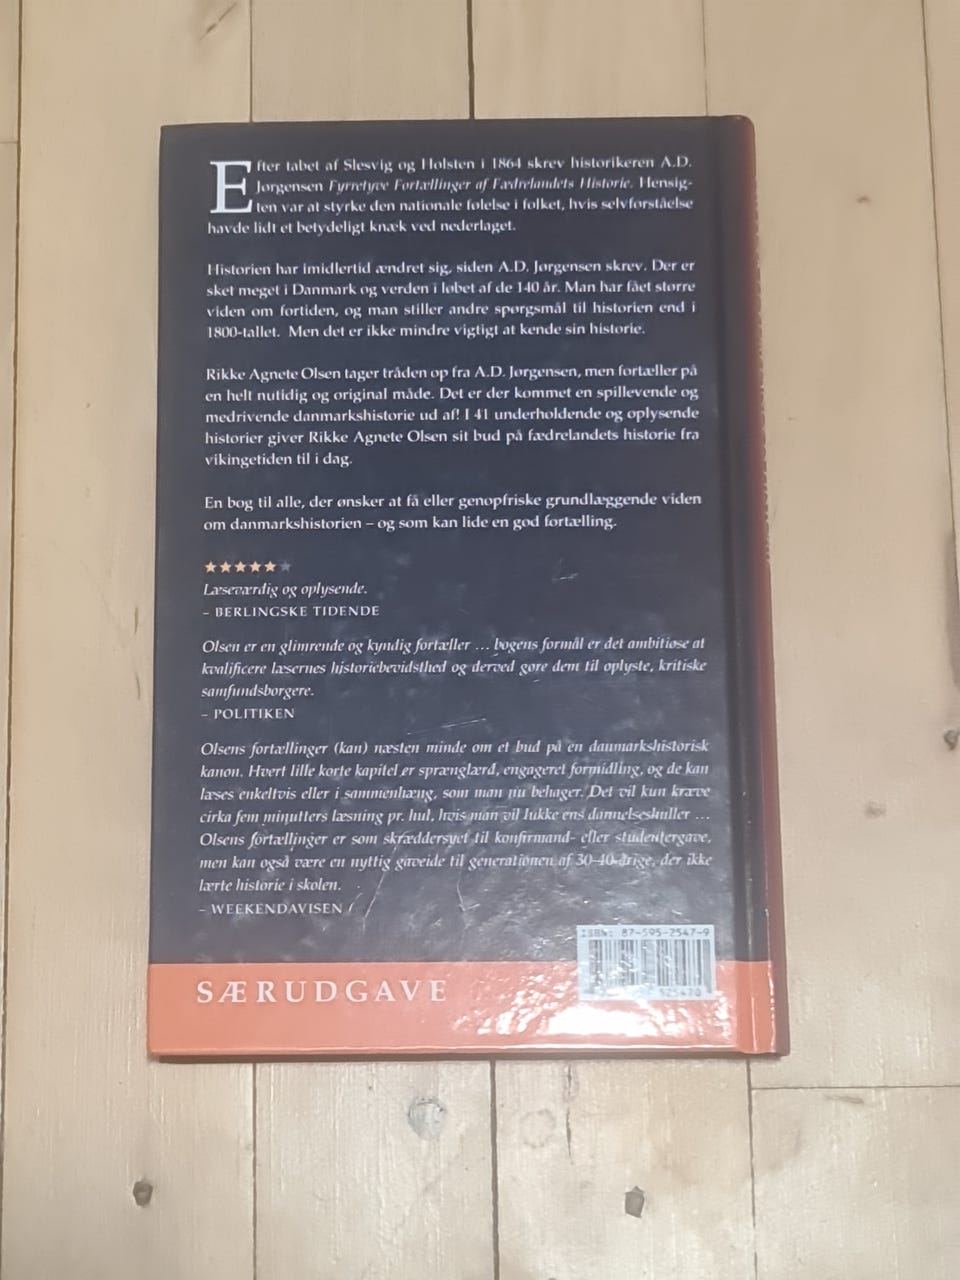 Efter tabet af Slesvig og Holsten i 1864 skrev historikeren A.D.
Jørgensen Fyrretyve Fortællinger af Fædrelandets Historie. Hensig-
ten var at styrke den nationale følelse i folket, hvis selvforståelse
havde lidt et betydeligt knæk ved nederlaget.
Historien har imidlertid ændret sig, siden A.D. Jørgensen skrev. Der er
sket meget i Danmark og verden i løbet af de 140 år. Man har fået større
viden om fortiden, og man stiller andre spørgsmål til historien end i
1800-tallet. Men det er ikke mindre vigtigt at kende sin historie.
Rikke Agnete Olsen tager tråden op fra A.D. Jørgensen, men fortæller på
en helt nutidig og original måde. Det er der kommet en spillevende og
medrivende danmarkshistorie ud af! I 41 underholdende og oplysende
historier giver Rikke Agnete Olsen sit bud på fædrelandets historie fra
vikingetiden til i dag.
En bog til alle, der ønsker at få eller genopfriske grundlæggende viden
om danmarkshistorien – og som kan lide en god fortælling.
★★★★★★
Læseværdig og oplysende.
– BERLINGSKE TIDENDE
Olsen er en glimrende og kyndig fortæller ... bogens formål er det ambitiøse at
kvalificere læsernes historiebevidsthed og derved gøre dem til oplyste, kritiske
samfundsborgere.
– POLITIKEN
Olsens fortællinger (kan) næsten minde om et bud på en danmarkshistorisk
kanon. Hvert lille korte kapitel er sprænglærd, engageret formidling, og de kan
læses enkeltvis eller i sammenhæng, som man nu behager. Det vil kun kræve
cirka fem minutters læsning pr. hul, hvis man vil lukke ens dannelseshuller ...
Olsens fortællinger er som skræddersyet til konfirmand- eller studentergave,
men kan også være en nyttig gaveide til generationen af 30-40-årige, der ikke
lærte historie i skolen.
– WEEKENDAVISEN
ISBN: 87-595-2547-9
525470
SÆRUDGAVE